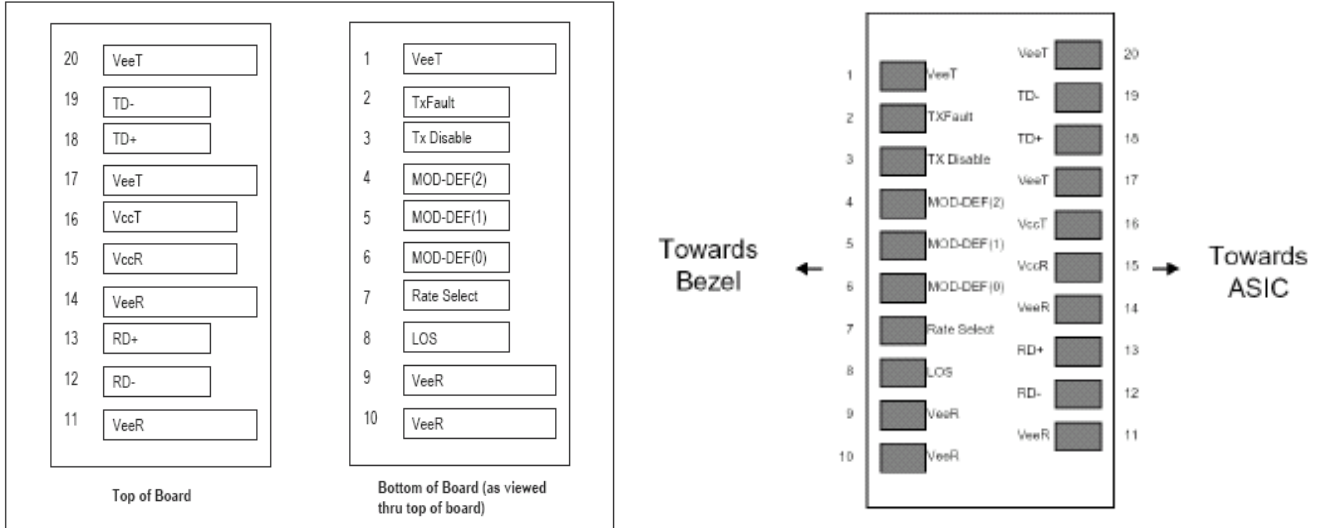 20 VeeT
19 TD-
18 TD+
17 VeeT
16 VccT
15 VccR
14 VeeR
13 RD+
12 RD-
11 VeeR
Top of Board
1 VeeT
2 TxFault
3 Tx Disable
4 MOD-DEF(2)
5 MOD-DEF(1)
6 MOD-DEF(0)
7 Rate Select
8 LOS
9 VeeR
10 VeeR
Bottom of Board (as viewed
thru top of board)
Towards
Bezel
1 VeeT
2 TXFault
3 TX Disable
4 MOD-DEF(2)
5 MOD-DEF(1)
6 MOD-DEF(0)
7 Rate Select
8 LOS
9 VeeR
10 VeeR
VeeT 20
TD- 19
TD+ 18
VeeT 17
VccT 16
VccR 15
VeeR 14
RD+ 13
RD- 12
VeeR 11
Towards
ASIC